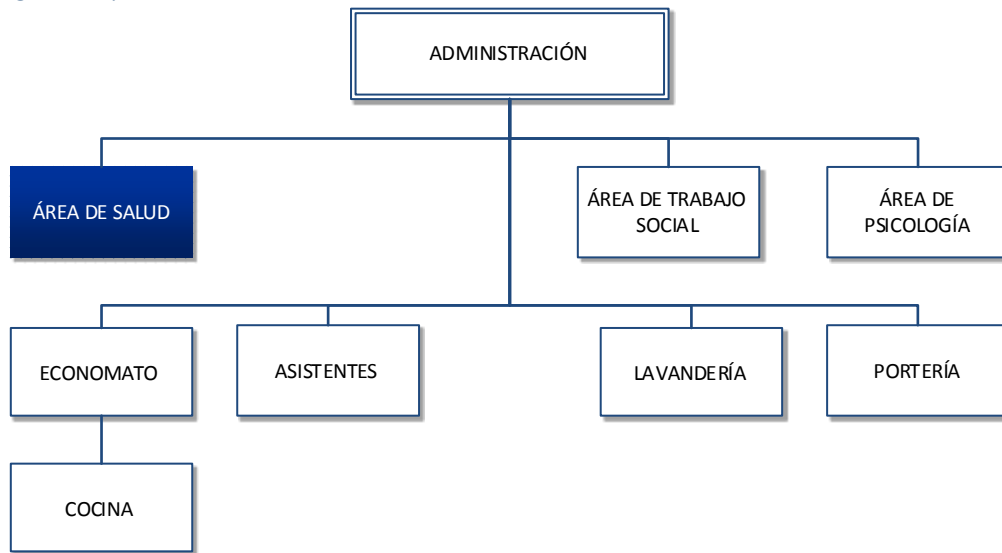 ADMINISTRACIÓN
ÁREA DE SALUD
ÁREA DE TRABAJO
SOCIAL
ÁREA DE
PSICOLOGÍA
ECONOMATO
ASISTENTES
LAVANDERÍA
PORTERÍA
COCINA